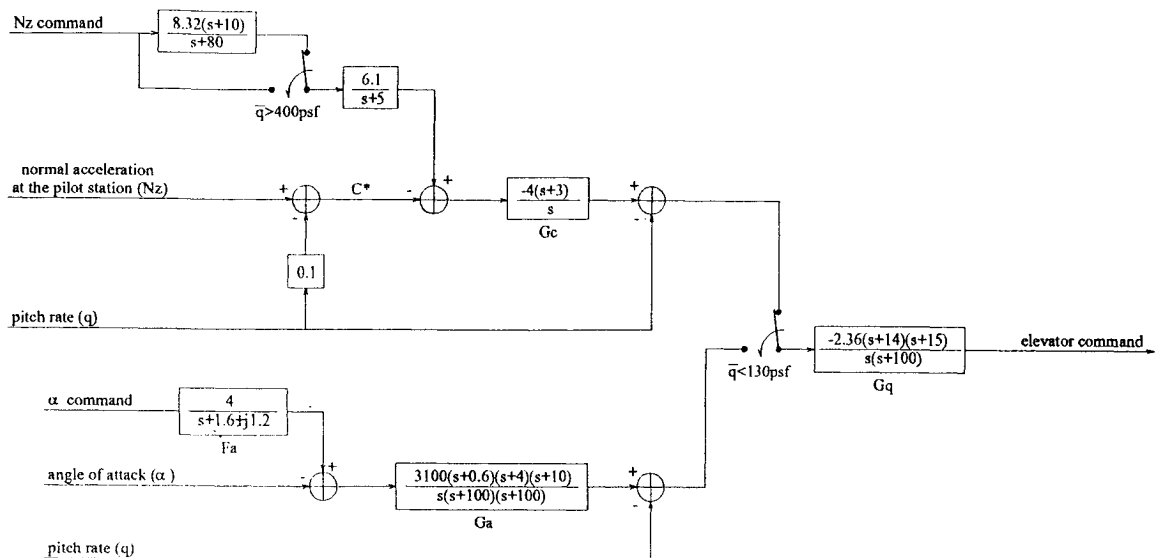 Nz command
8.32(s+10)
s+80
q̅>400psf
6.1
s+5
normal acceleration
at the pilot station (Nz)
+
-
C*
-
+
-4(s+3)
s
Gc
+
-
0.1
pitch rate (q)
q̅<130psf
-2.36(s+14)(s+15)
s(s+100)
Gq
elevator command
α command
4
s+1.6+j1.2
Fa
-
+
angle of attack (α )
-
3100(s+0.6)(s+4)(s+10)
s(s+100)(s+100)
Ga
+
-
pitch rate (q)